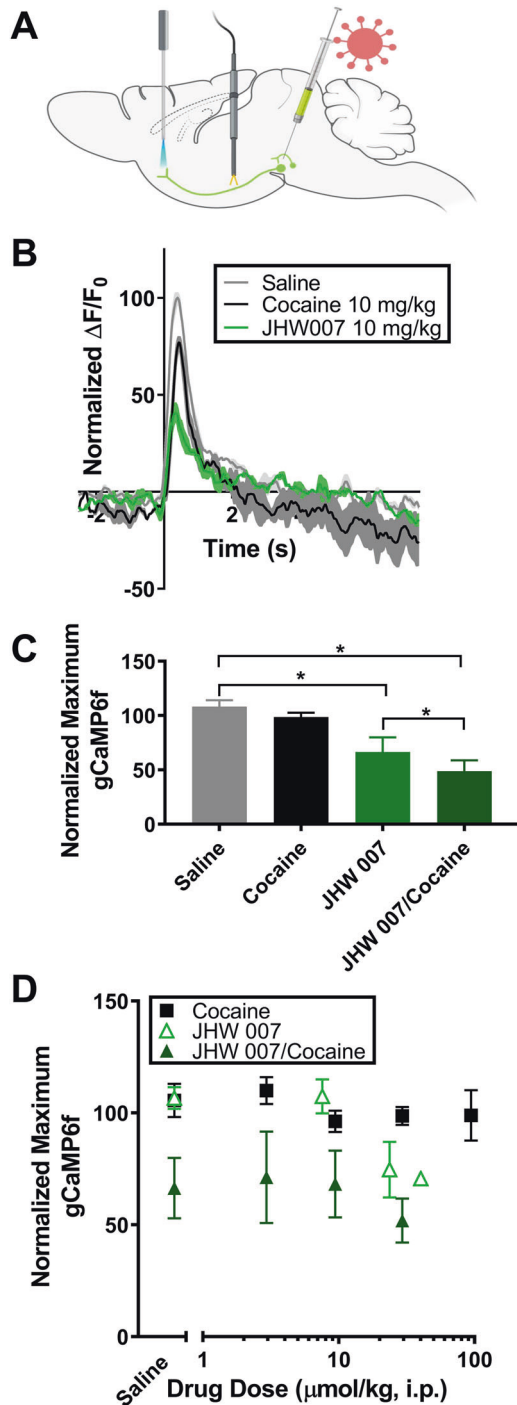 A
B
Normalized ΔF/F0
100
50
-50
-2
2
Time (s)
Saline
Cocaine 10 mg/kg
JHW007 10 mg/kg
C
Normalized Maximum
gCaMP6f
150
100
50
0
*
*
*
Saline
Cocaine
JHW 007
JHW 007/Cocaine
D
Normalized Maximum
gCaMP6f
150
100
50
0
Cocaine
JHW 007
JHW 007/Cocaine
Saline
1
10
100
Drug Dose (μmol/kg, i.p.)